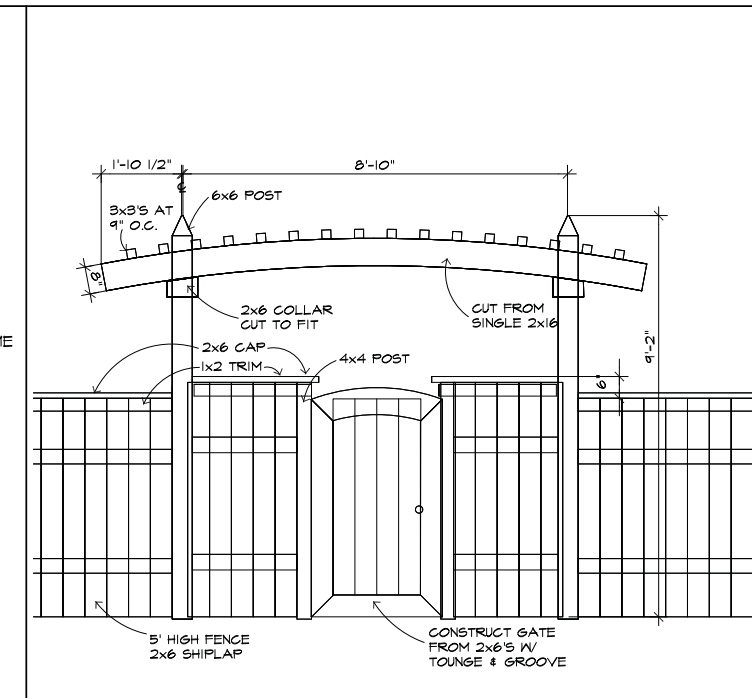 1'-10 1/2"
8'-10"
6x6 POST
3x3'S AT
9" O.C.
8"
2x6 COLLAR
CUT TO FIT
CUT FROM
SINGLE 2x16
9'-2"
ME
2x6 CAP
1x2 TRIM
4x4 POST
6"
5' HIGH FENCE
2x6 SHIPLAP
CONSTRUCT GATE
FROM 2x6'S W/
TOUNGE & GROOVE